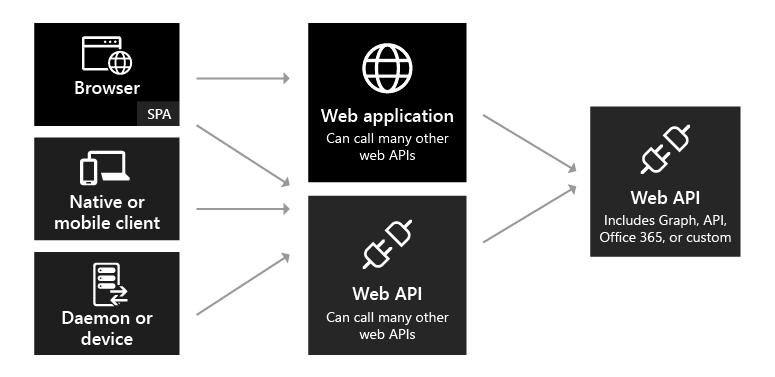 Browser
SPA
Native or
mobile client
Daemon or
device
Web application
Can call many other
web APIs
Web API
Can call many other
web APIs
Web API
Includes Graph, API,
Office 365, or custom